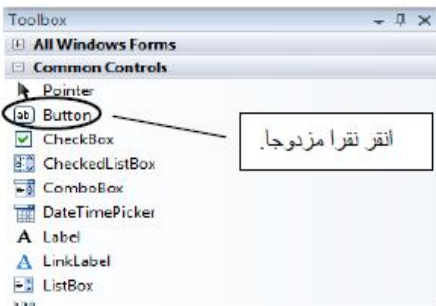 Toolbox
All Windows Forms
Common Controls
Pointer
Button
انقر نقرا مزدوجا.
CheckBox
CheckedListBox
ComboBox
DateTimePicker
Label
LinkLabel
ListBox